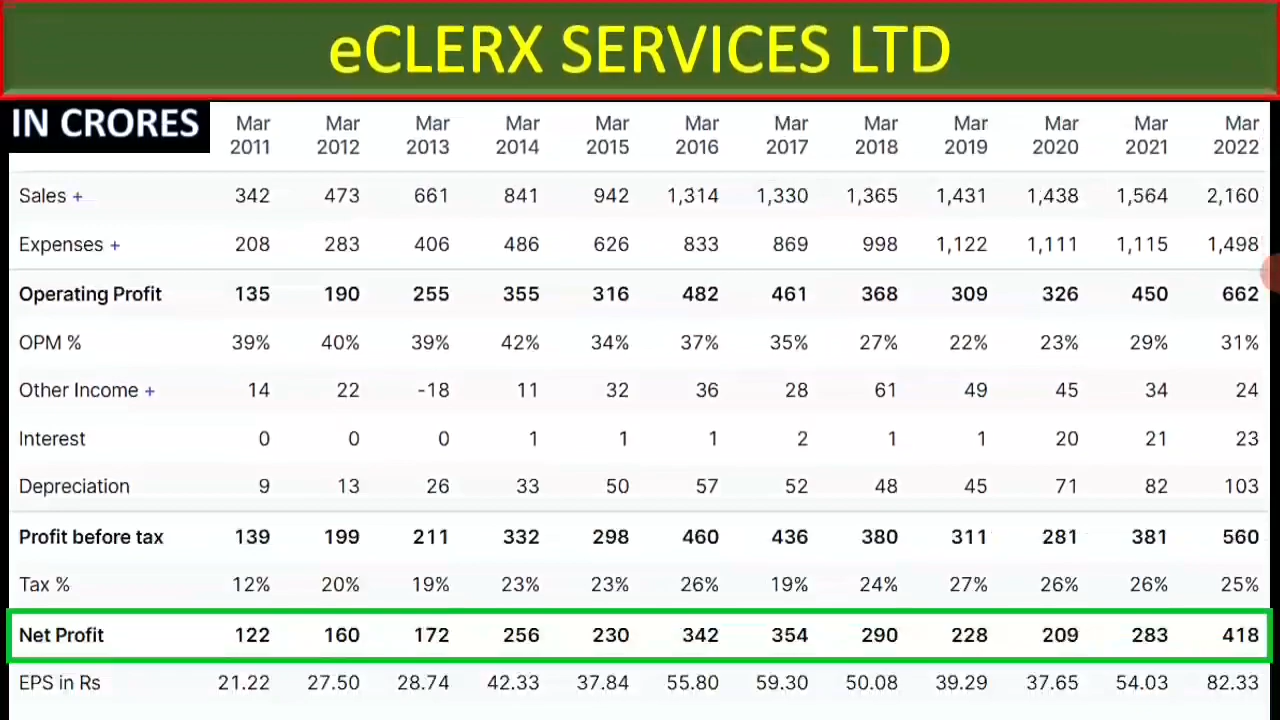 eCLERX SERVICES LTD
IN CRORES
Mar Mar Mar Mar Mar Mar Mar Mar Mar Mar Mar Mar
2011 2012 2013 2014 2015 2016 2017 2018 2019 2020 2021 2022
Sales + 342 473 661 841 942 1,314 1,330 1,365 1,431 1,438 1,564 2,160
Expenses + 208 283 406 486 626 833 869 998 1,122 1,111 1,115 1,498
Operating Profit 135 190 255 355 316 482 461 368 309 326 450 662
OPM % 39% 40% 39% 42% 34% 37% 35% 27% 22% 23% 29% 31%
Other Income + 14 22 -18 11 32 36 28 61 49 45 34 24
Interest 0 0 0 1 1 1 2 1 1 20 21 23
Depreciation 9 13 26 33 50 57 52 48 45 71 82 103
Profit before tax 139 199 211 332 298 460 436 380 311 281 381 560
Tax % 12% 20% 19% 23% 23% 26% 19% 24% 27% 26% 26% 25%
Net Profit 122 160 172 256 230 342 354 290 228 209 283 418
EPS in Rs 21.22 27.50 28.74 42.33 37.84 55.80 59.30 50.08 39.29 37.65 54.03 82.33